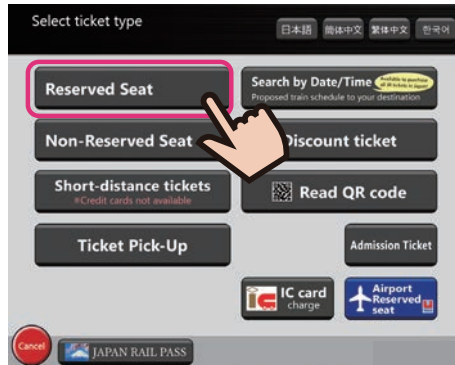 Select ticket type
日本語 简体中文 繁体中文 한국어
Reserved Seat
Search by Date/Time
Available to purchase
all JR tickets in Japan!
Proposed train schedule to your destination
Non-Reserved Seat
Discount ticket
Short-distance tickets
※Credit cards not available
Read QR code
Ticket Pick-Up
Admission Ticket
IC card
charge
Airport
Reserved
seat
Cancel
JAPAN RAIL PASS